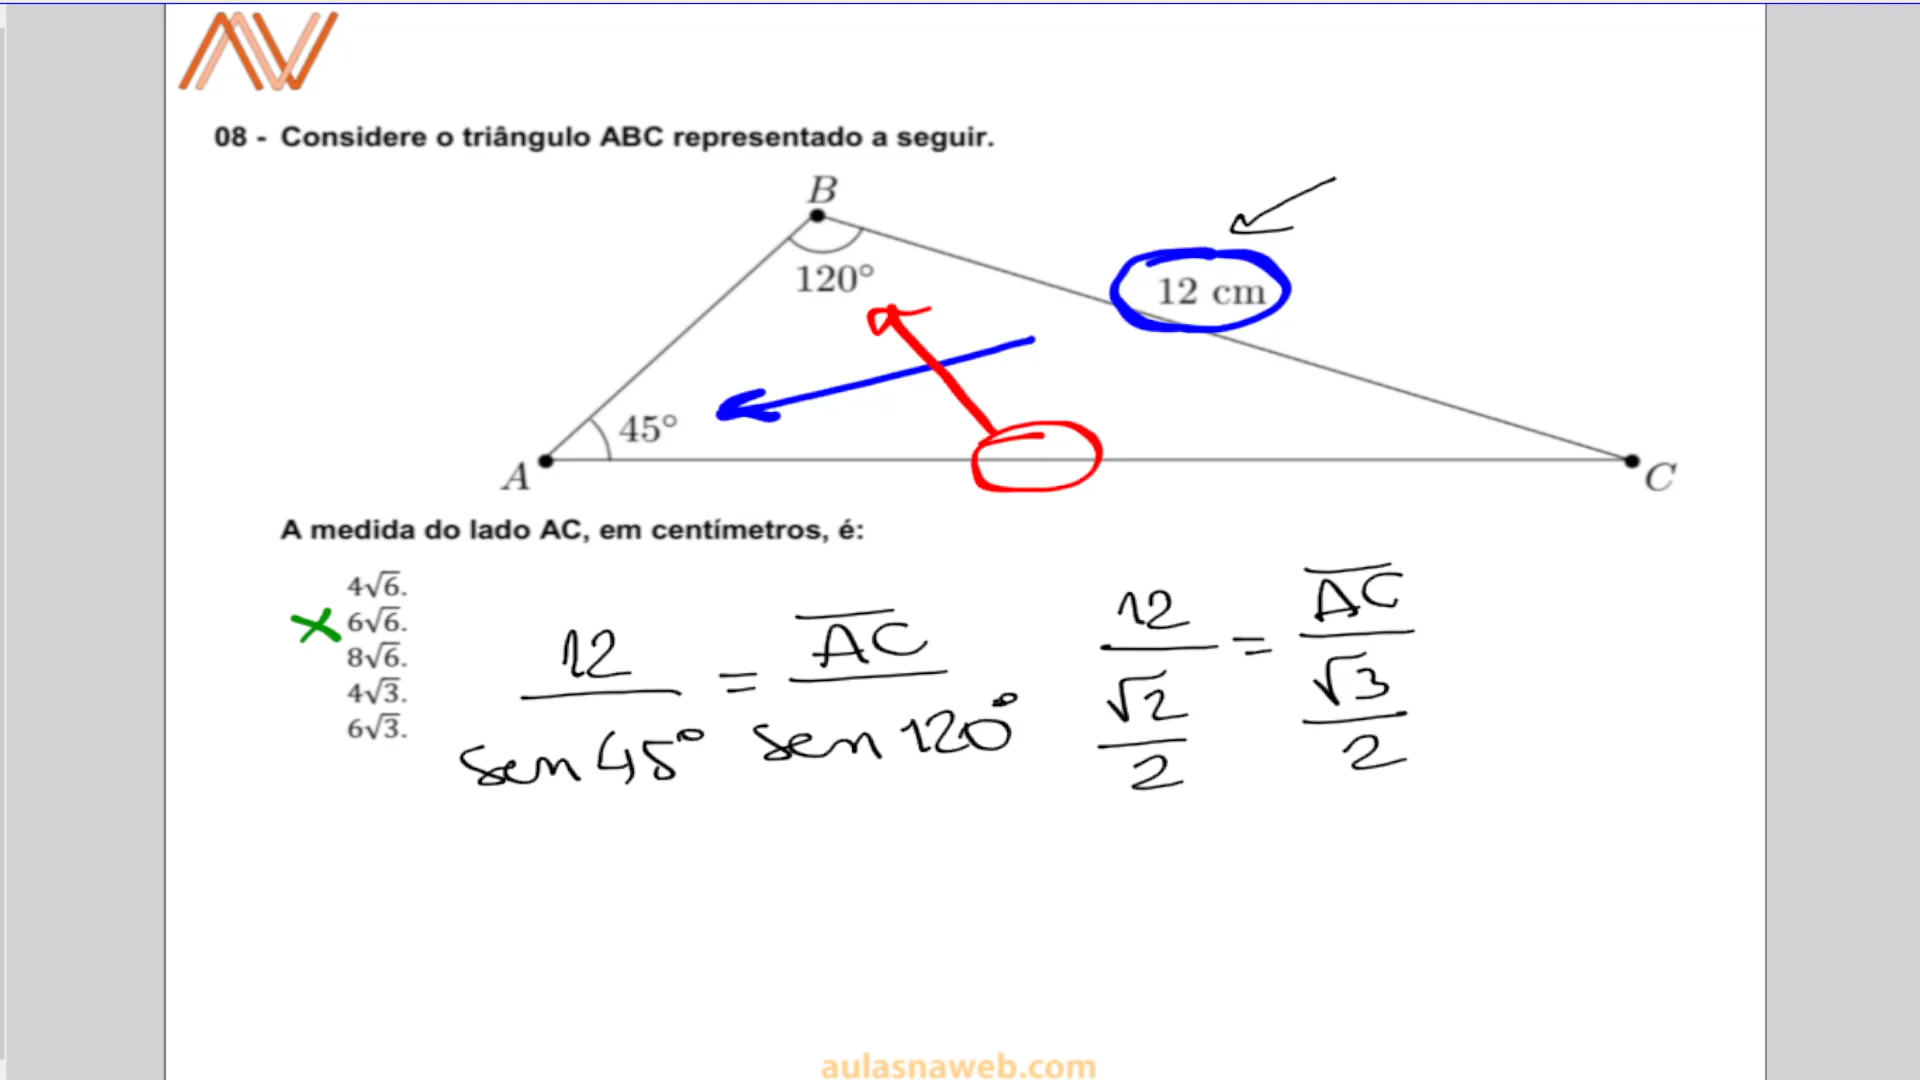 08 - Considere o triângulo ABC representado a seguir.
B
120°
12 cm
45°
A
C
A medida do lado AC, em centímetros, é:
4√6.
6√6.
8√6.
4√3.
6√3.
12 / sen 45° = AC / sen 120°
12 / (√2 / 2) = AC / (√3 / 2)
aulasnaweb.com